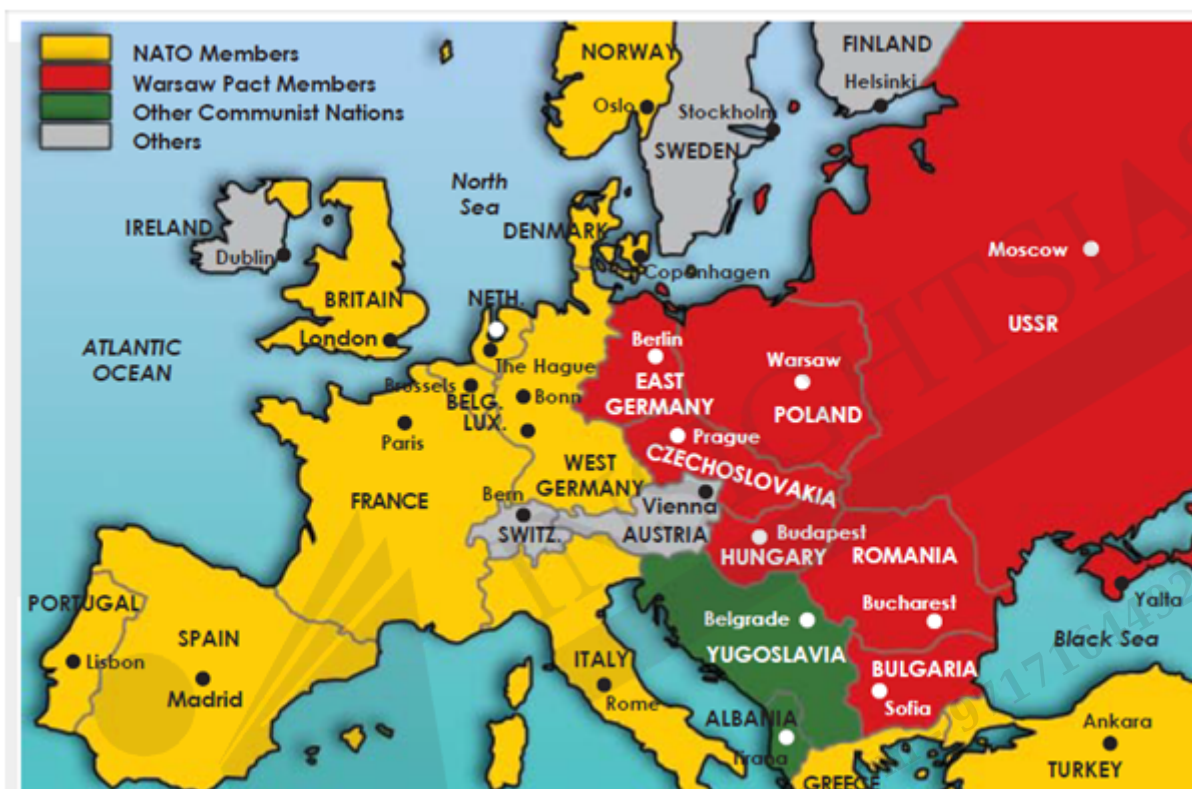 NATO Members
Warsaw Pact Members
Other Communist Nations
Others
NORWAY
Oslo
FINLAND
Helsinki
Stockholm
SWEDEN
North
Sea
IRELAND
Dublin
DENMARK
Copenhagen
Moscow
USSR
BRITAIN
London
NETH.
The Hague
ATLANTIC
OCEAN
Berlin
EAST
GERMANY
Warsaw
POLAND
Brussels
BELG.
LUX.
Bonn
Paris
Prague
CZECHOSLOVAKIA
WEST
GERMANY
FRANCE
Bern
SWITZ.
Vienna
AUSTRIA
Budapest
HUNGARY
ROMANIA
Bucharest
Yalta
Black Sea
PORTUGAL
Lisbon
SPAIN
Madrid
Belgrade
YUGOSLAVIA
ITALY
Rome
BULGARIA
Sofia
ALBANIA
Tirana
GREECE
Ankara
TURKEY